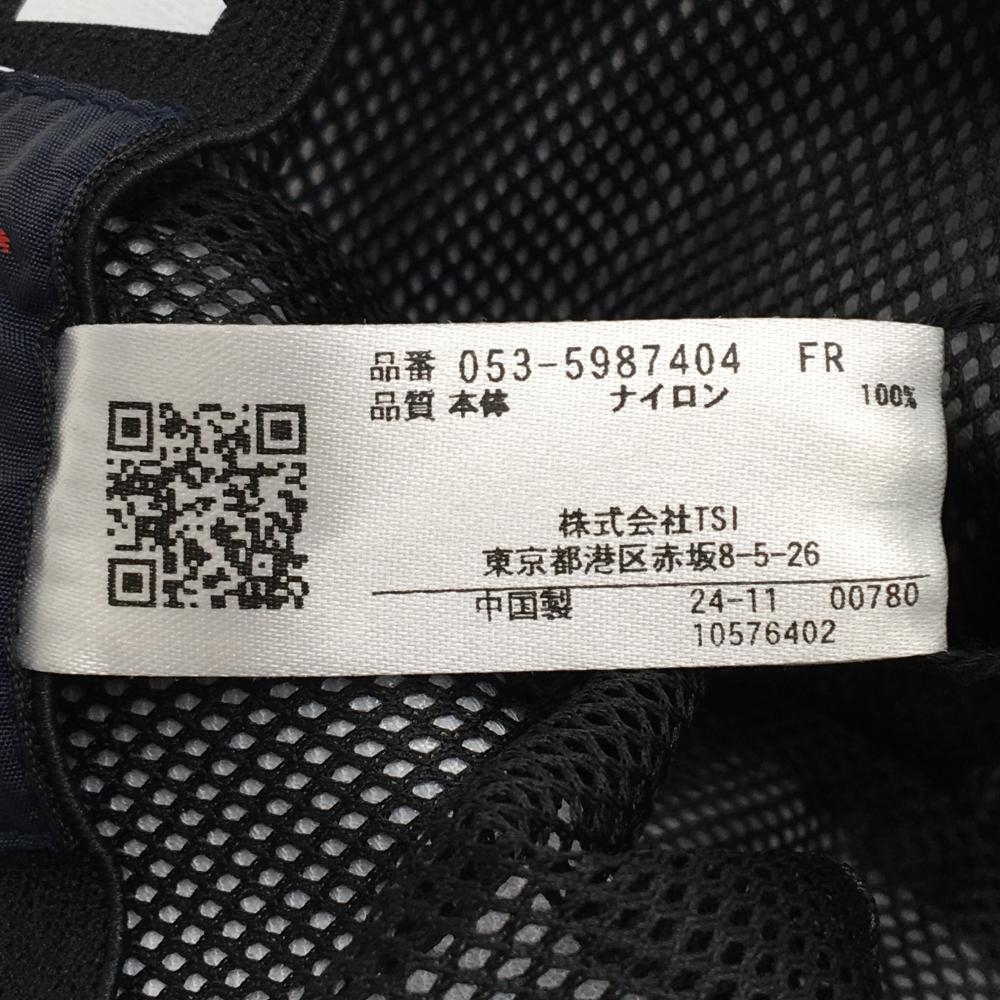 品番 053-5987404 FR
品質 本体 ナイロン 100%
株式会社TSI
東京都港区赤坂8-5-26
中国製 24-11 00780
10576402